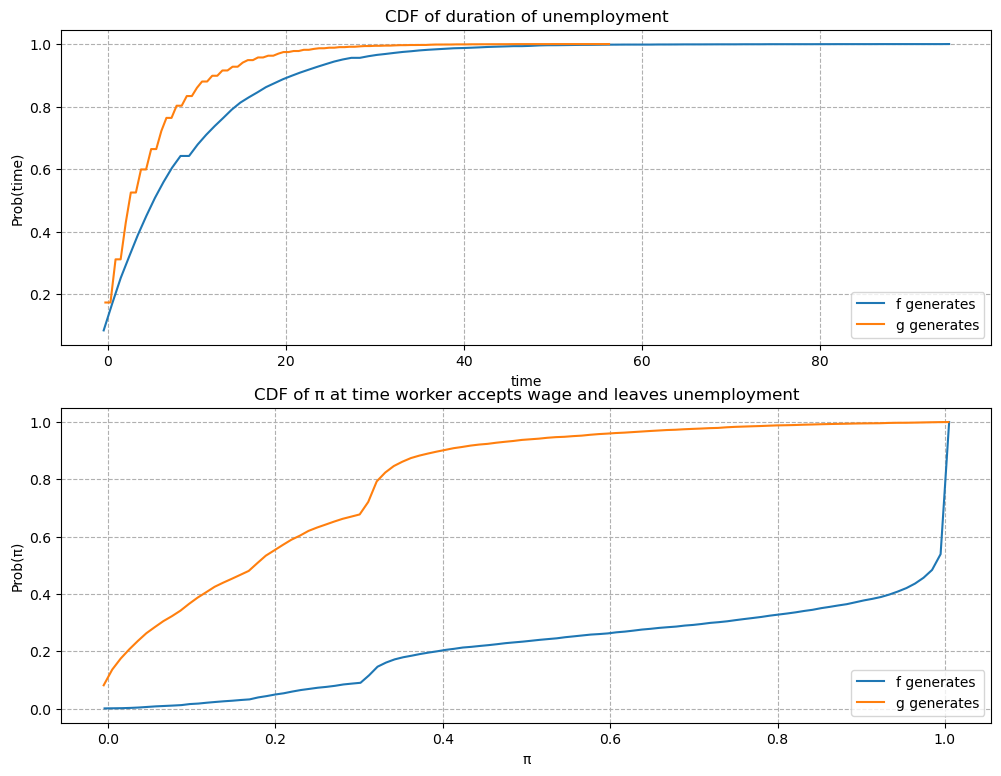 CDF of duration of unemployment
1.0
0.8
0.6
0.4
0.2
Prob(time)
f generates
g generates
0 20 40 60 80
time
CDF of π at time worker accepts wage and leaves unemployment
1.0
0.8
0.6
0.4
0.2
0.0
Prob(π)
f generates
g generates
0.0 0.2 0.4 0.6 0.8 1.0
π